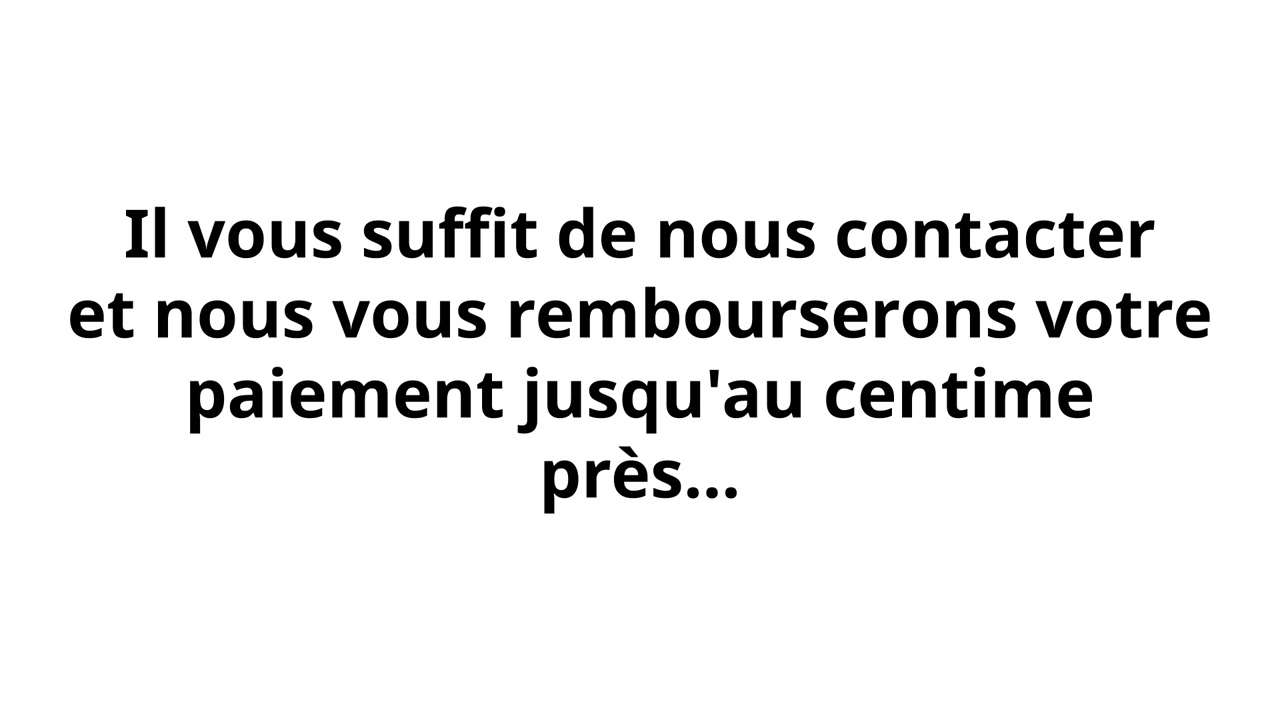 Il vous suffit de nous contacter
et nous vous rembourserons votre
paiement jusqu'au centime
près...